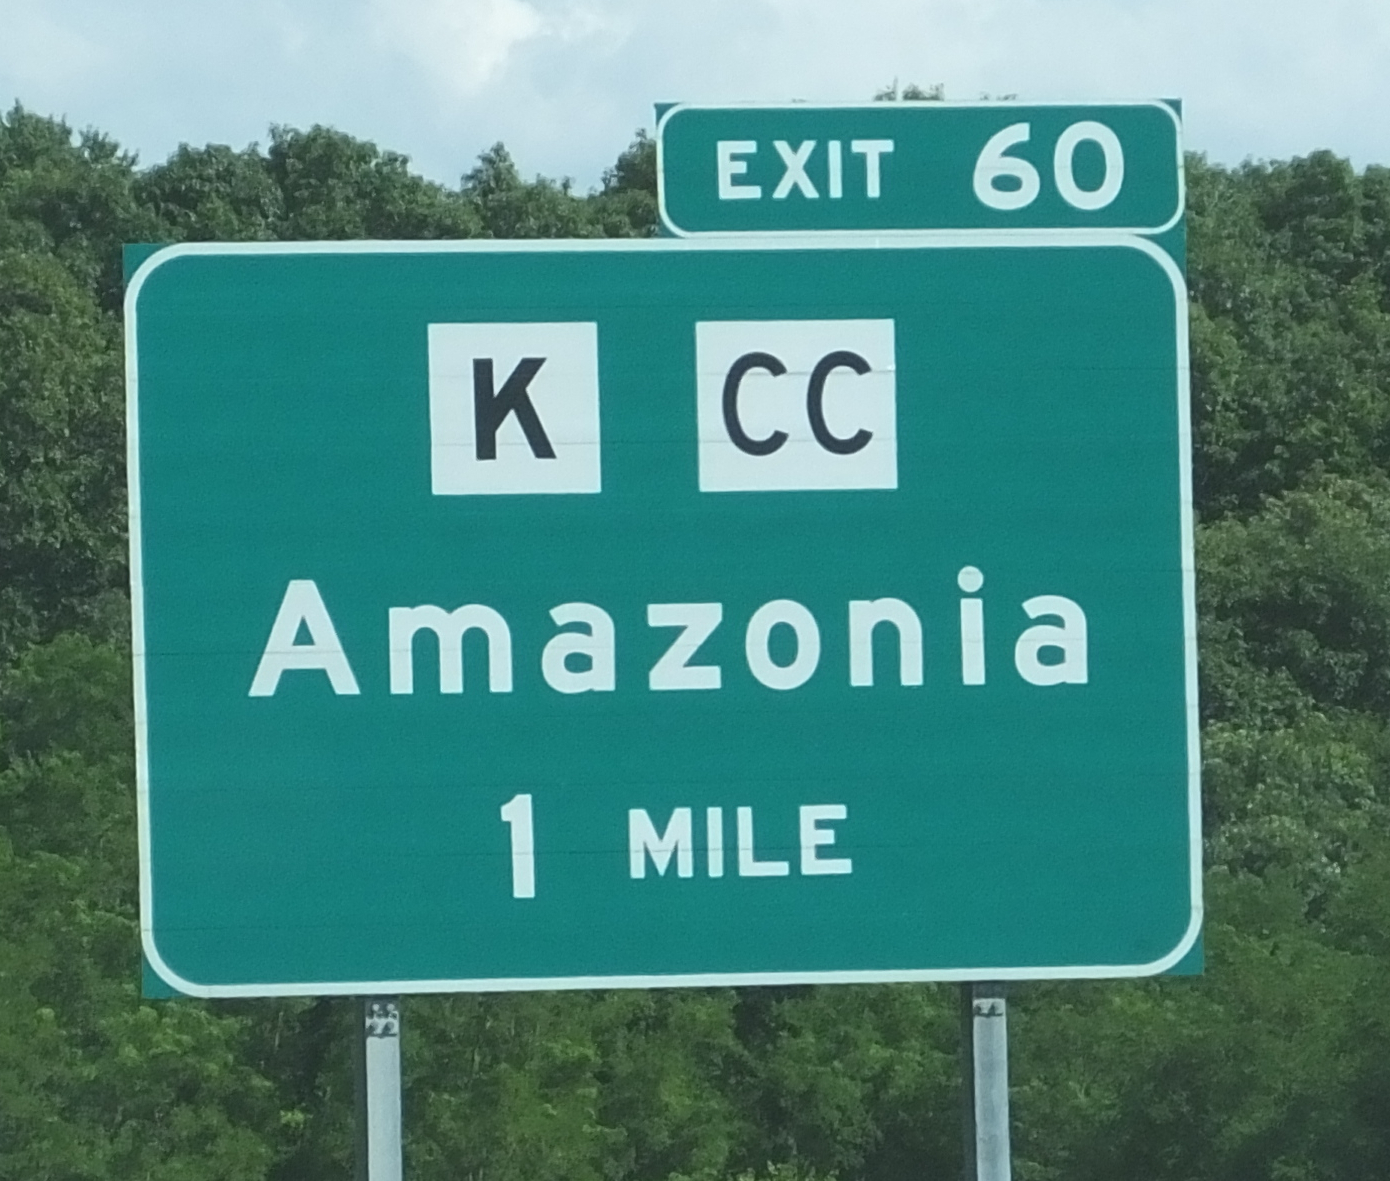 EXIT 60
K CC
Amazonia
1 MILE